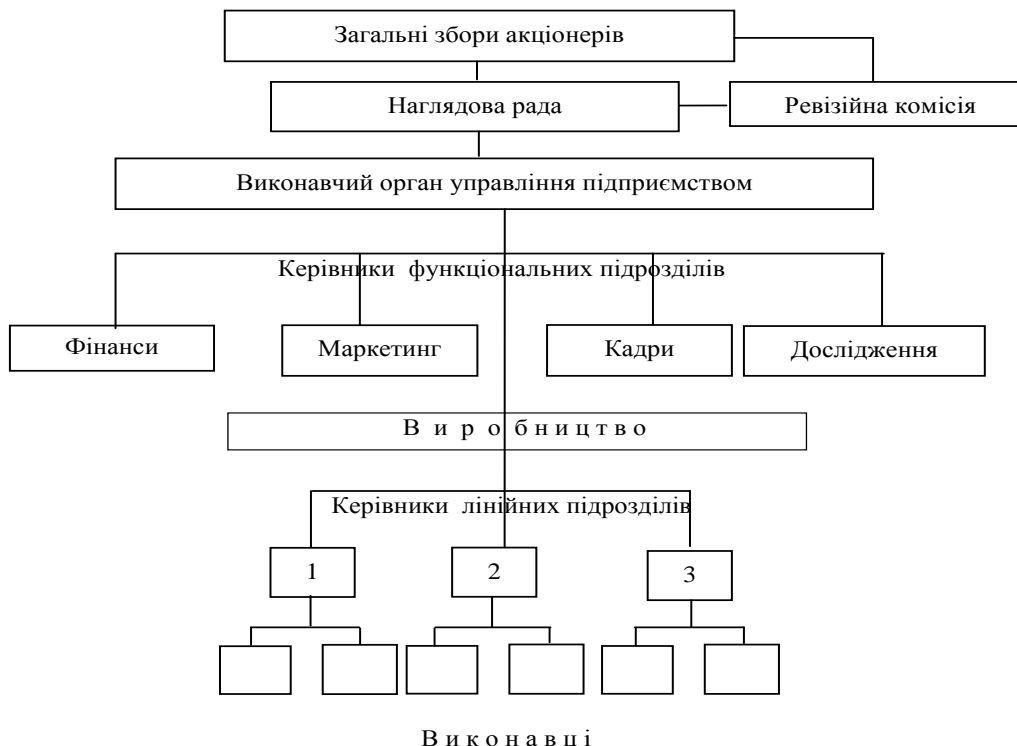 Загальні збори акціонерів
Наглядова рада
Ревізійна комісія
Виконавчий орган управління підприємством
Керівники функціональних підрозділів
Фінанси
Маркетинг
Кадри
Дослідження
В и р о б н и ц т в о
Керівники лінійних підрозділів
1
2
3
В и к о н а в ц і